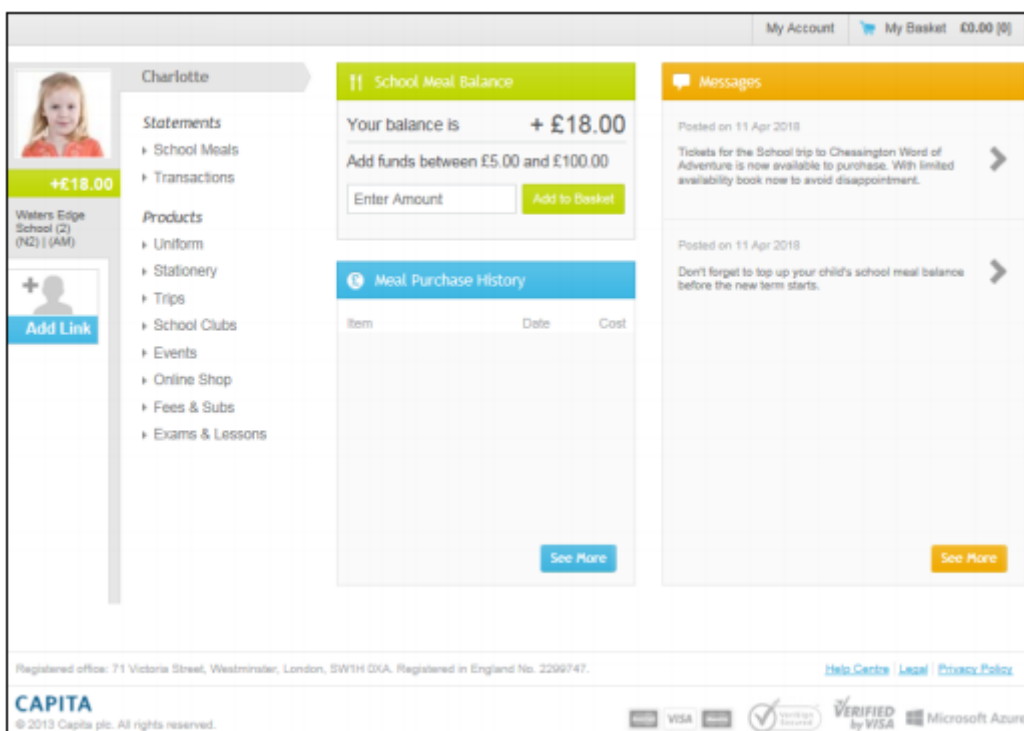 My Account
My Basket £0.00 [0]
+£18.00
Waters Edge
School (2)
(N2) | (AM)
Add Link
Charlotte
Statements
School Meals
Transactions
Products
Uniform
Stationery
Trips
School Clubs
Events
Online Shop
Fees & Subs
Exams & Lessons
School Meal Balance
Your balance is + £18.00
Add funds between £5.00 and £100.00
Enter Amount Add to Basket
Meal Purchase History
Item Date Cost
See More
Messages
Posted on 11 Apr 2018
Tickets for the School trip to Chessington Word of
Adventure is now available to purchase. With limited
availability book now to avoid disappointment.
Posted on 11 Apr 2018
Don't forget to top up your child's school meal balance
before the new term starts.
See More
Registered office: 71 Victoria Street, Westminster, London, SW1H 0XA. Registered in England No. 2299747.
Help Centre | Legal | Privacy Policy
CAPITA
© 2013 Capita plc. All rights reserved.
VISA
VERIFIED
by VISA
Microsoft Azure